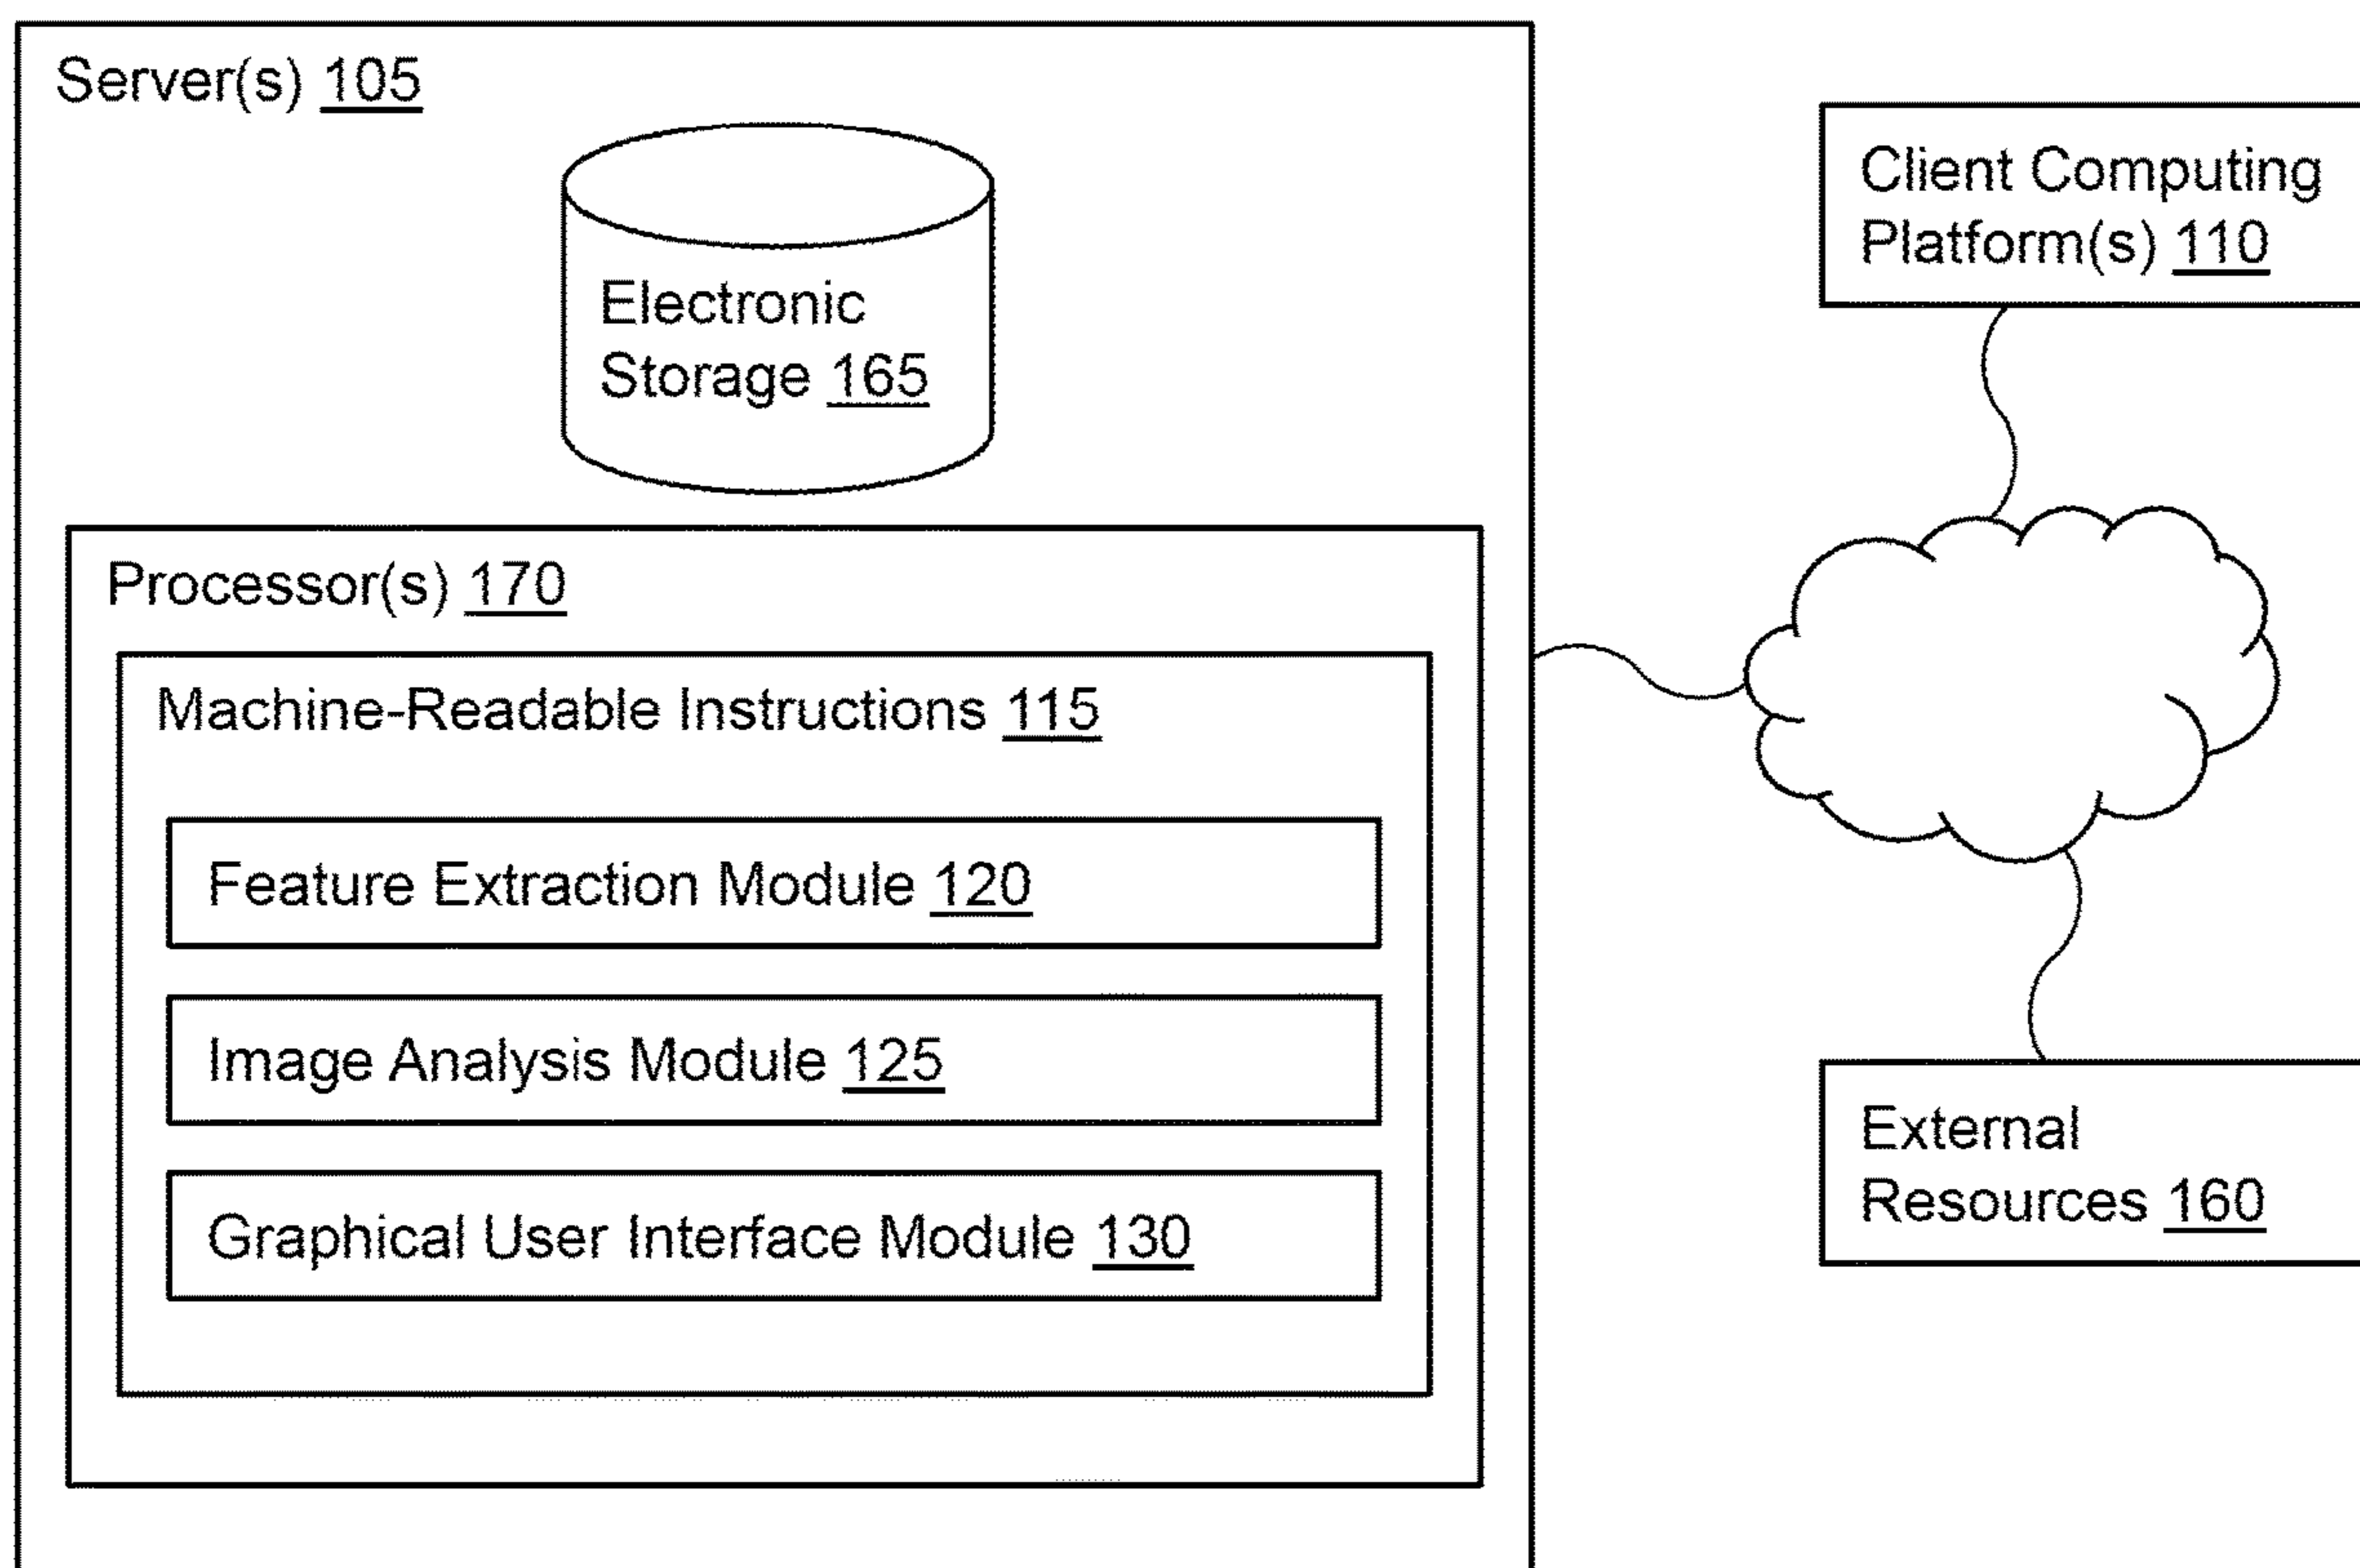 Server(s) 105
Electronic
Storage 165
Processor(s) 170
Machine-Readable Instructions 115
Feature Extraction Module 120
Image Analysis Module 125
Graphical User Interface Module 130
Client Computing
Platform(s) 110
External
Resources 160